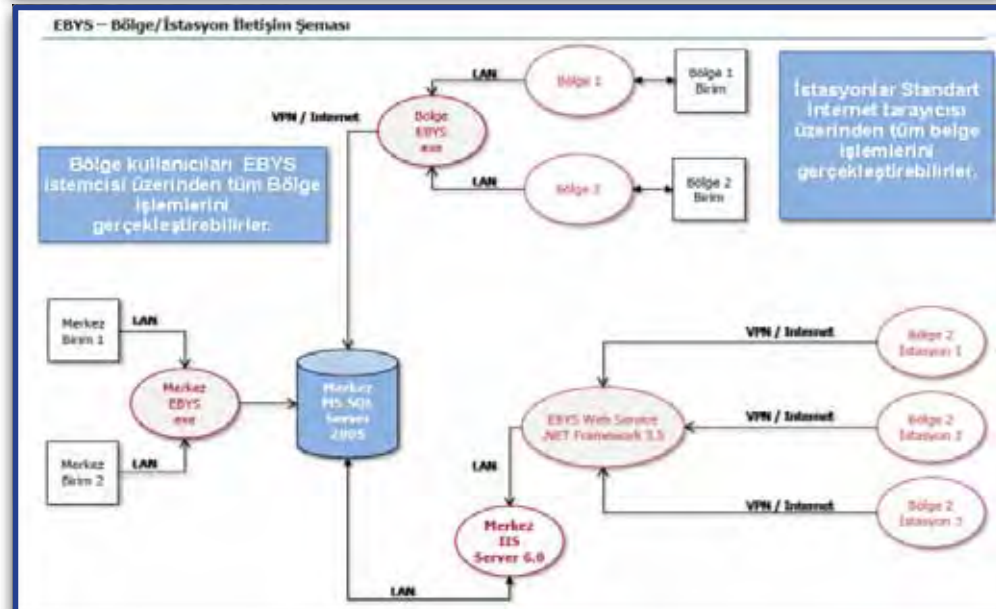 EBYS – Bölge/İstasyon İletişim Şeması
LAN
Bölge 1
Bölge 1
Birim
VPN / Internet
Bölge
EBYS
exe
LAN
Bölge 2
Bölge 2
Birim
İstasyonlar Standart
Internet tarayıcısı
üzerinden tüm belge
işlemlerini
gerçekleştirebilirler.
Bölge kullanıcıları EBYS
istemcisi üzerinden tüm Bölge
işlemlerini
gerçekleştirebilirler.
Merkez
Birim 1
LAN
Merkez
EBYS
exe
Merkez
Birim 2
LAN
Merkez
MS SQL
Server
2005
VPN / Internet
Bölge 2
İstasyon 1
EBYS Web Service
.NET Framework 3.5
VPN / Internet
Bölge 2
İstasyon 2
LAN
VPN / Internet
Bölge 2
İstasyon 3
Merkez
IIS
Server 6.0
LAN